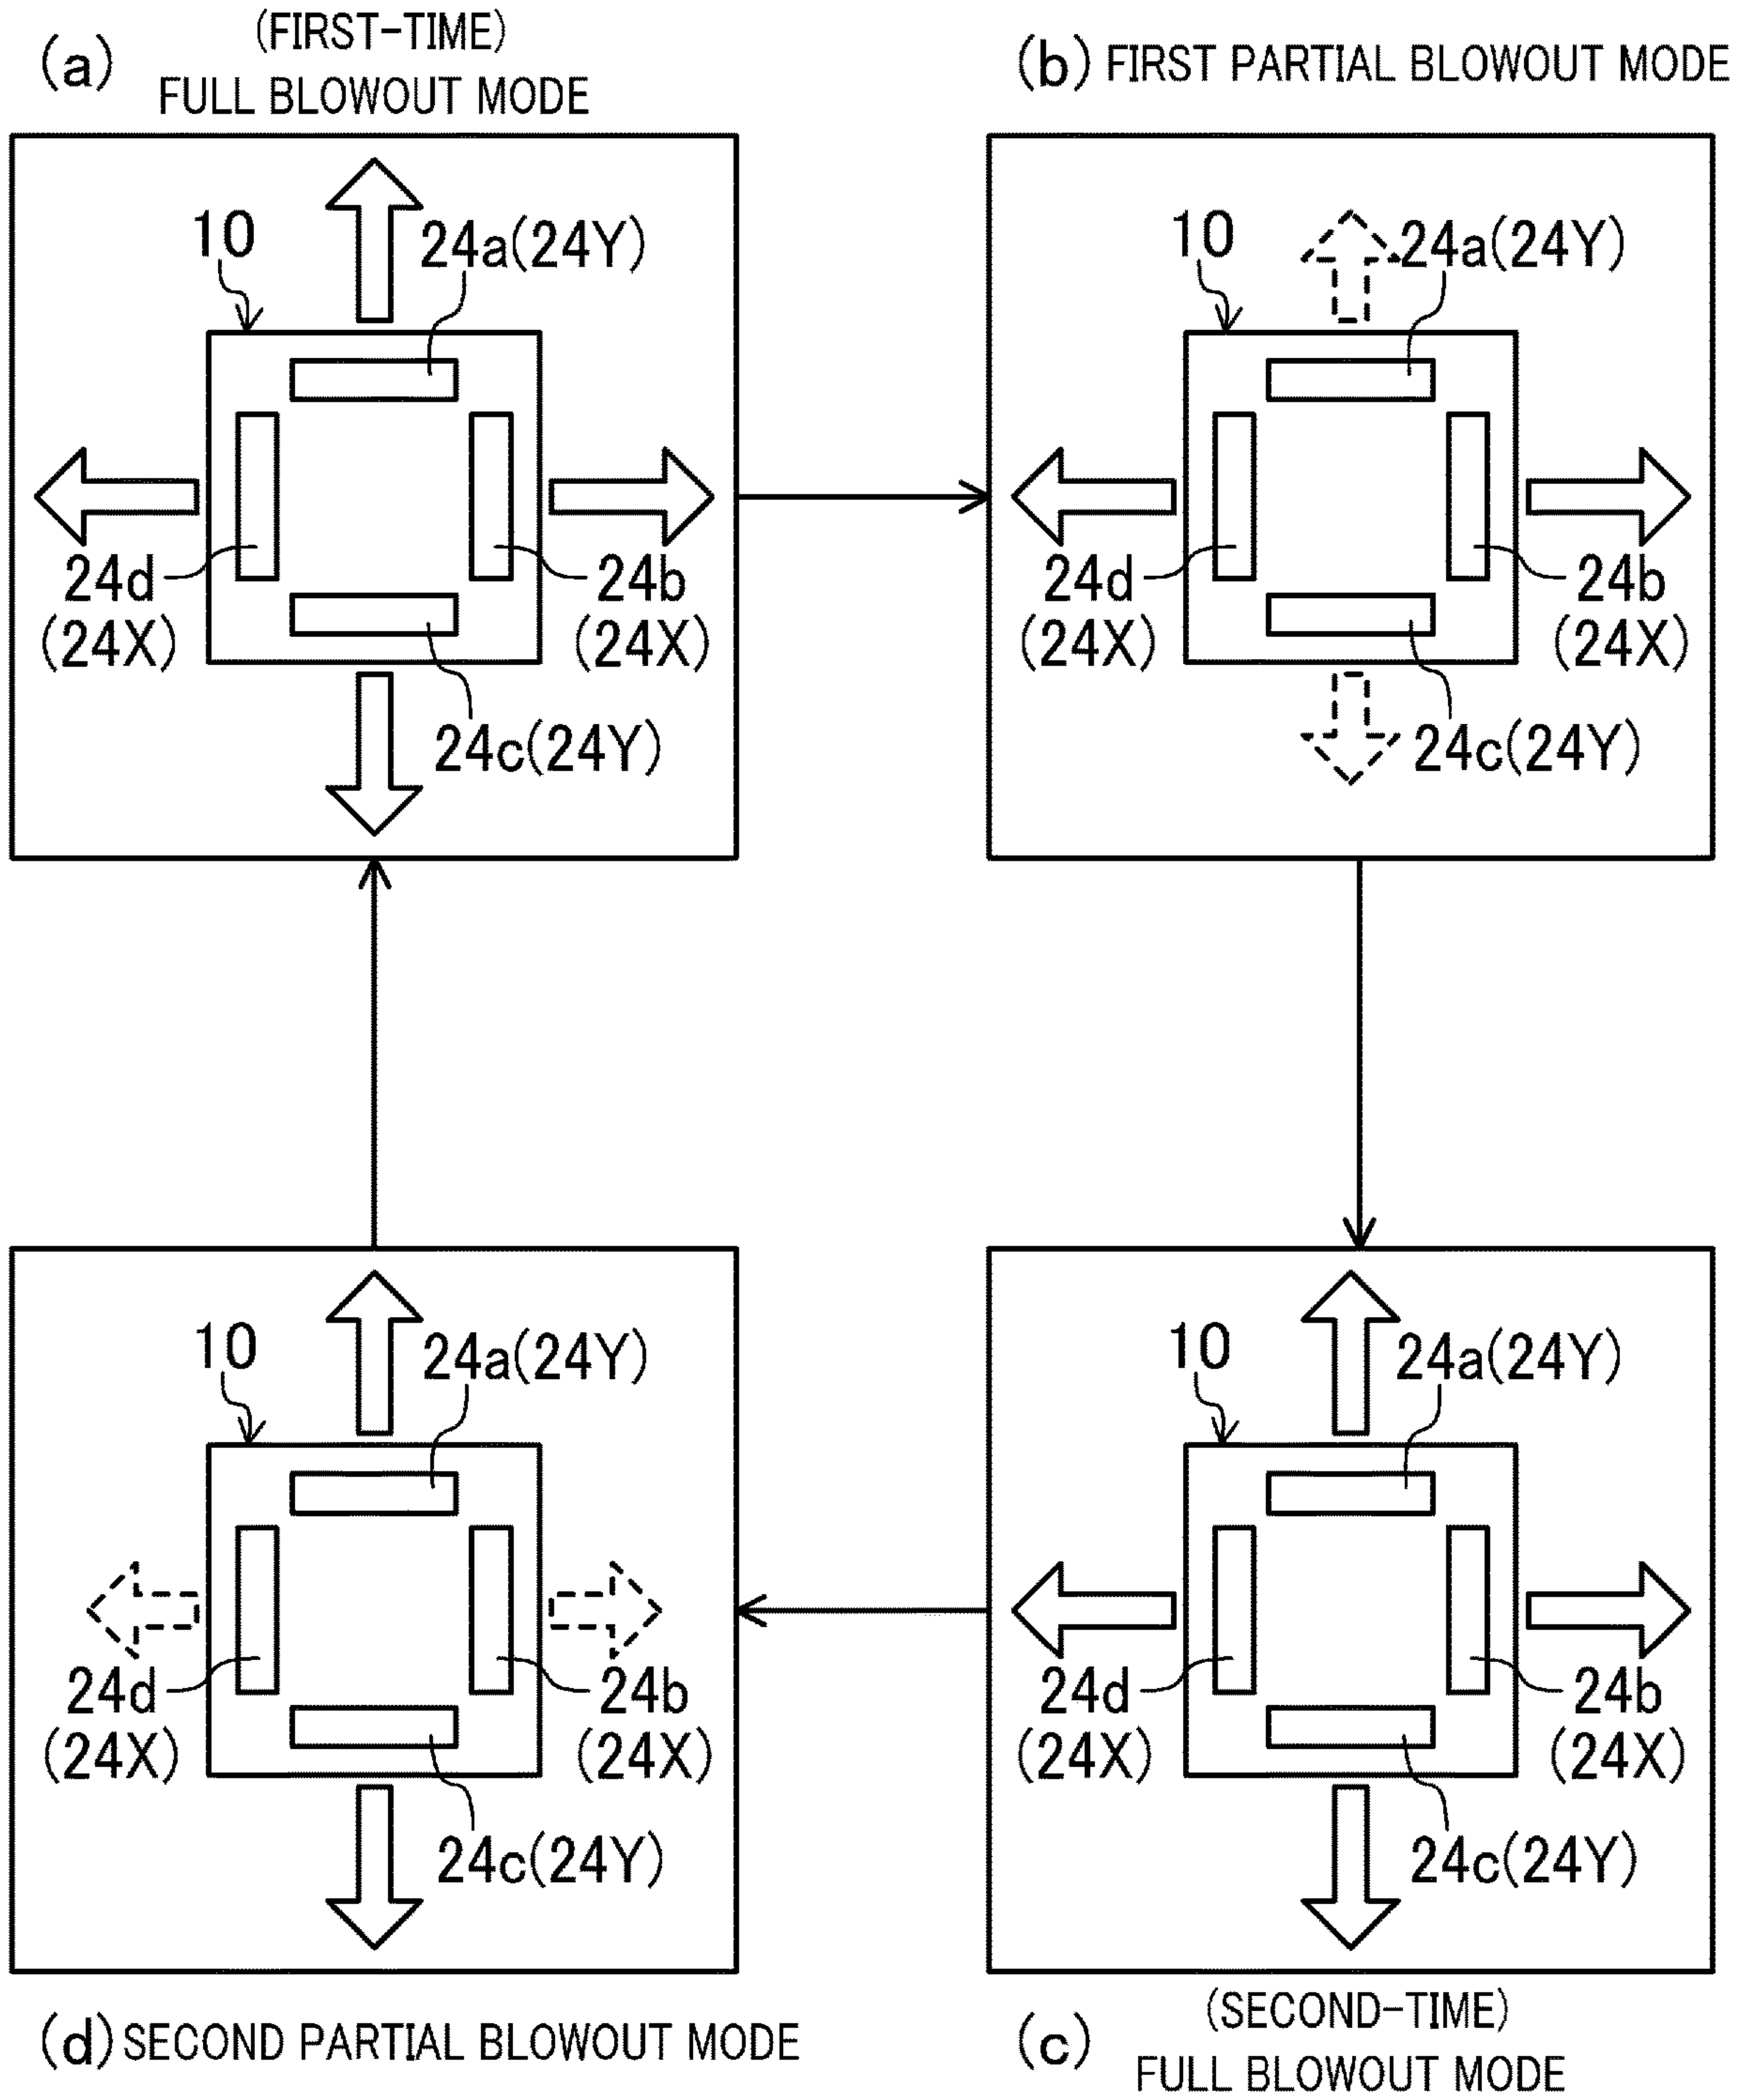 (a)
(FIRST-TIME)
FULL BLOWOUT MODE
10
24a(24Y)
24d
(24X)
24b
(24X)
24c(24Y)
(b) FIRST PARTIAL BLOWOUT MODE
10
24a(24Y)
24d
(24X)
24b
(24X)
24c(24Y)
10
24a(24Y)
24d
(24X)
24b
(24X)
24c(24Y)
(d) SECOND PARTIAL BLOWOUT MODE
10
24a(24Y)
24d
(24X)
24b
(24X)
24c(24Y)
(c)
(SECOND-TIME)
FULL BLOWOUT MODE